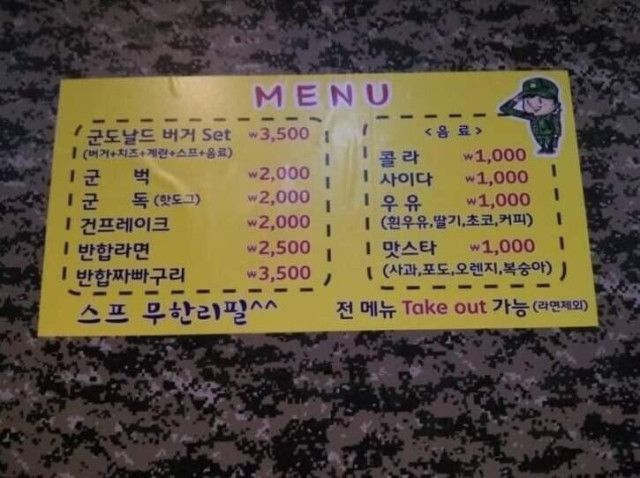 MENU
군도날드 버거 Set ₩3,500
(버거+치즈+계란+스프+음료)
군 벅 ₩2,000
군 독 (핫도그) ₩2,000
건프레이크 ₩2,000
반합라면 ₩2,500
반합짜빠구리 ₩3,500
스프 무한리필^^
<음 료>
콜 라 ₩1,000
사이다 ₩1,000
우 유 ₩1,000
(흰우유,딸기,초코,커피)
맛스타 ₩1,000
(사과,포도,오렌지,복숭아)
전 메뉴 Take out 가능 (라면제외)